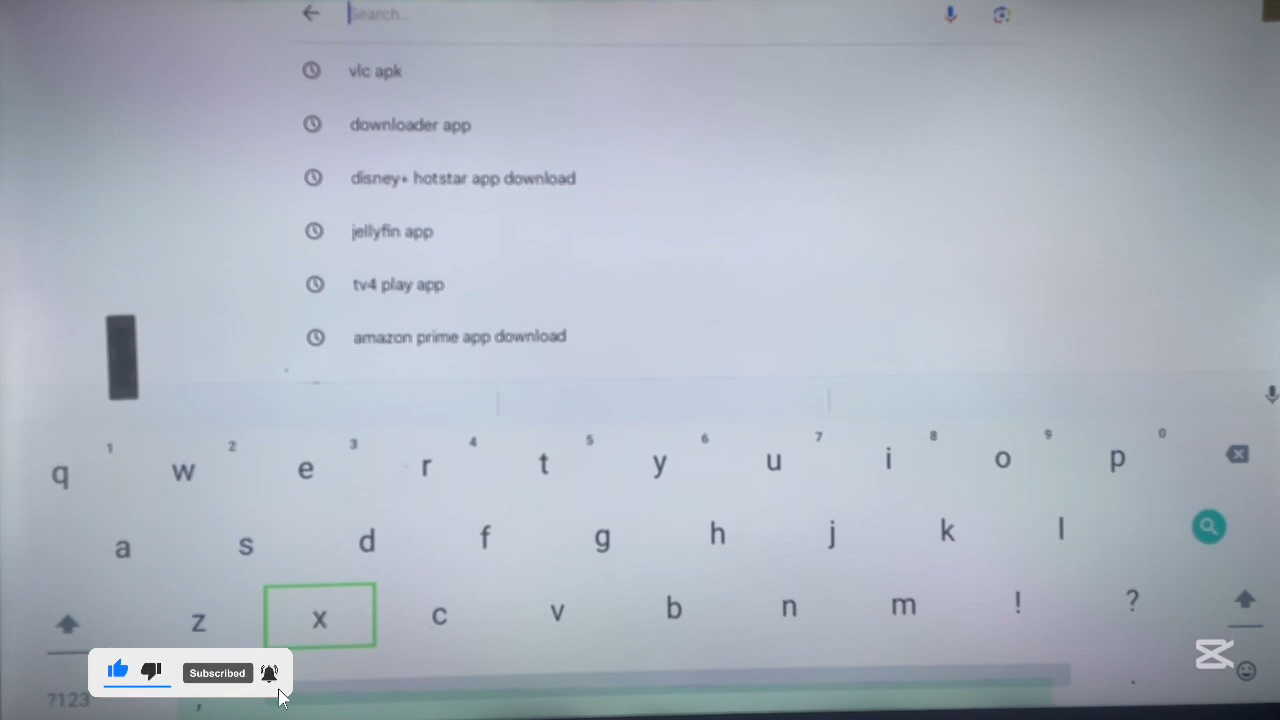 Search...
vlc apk
downloader app
disney+ hotstar app download
jellyfin app
tv4 play app
amazon prime app download
1 2 3 4 5 6 7 8 9 0
q w e r t y u i o p
a s d f g h j k l
z x c v b n m ! ?
Subscribed
?123 , .